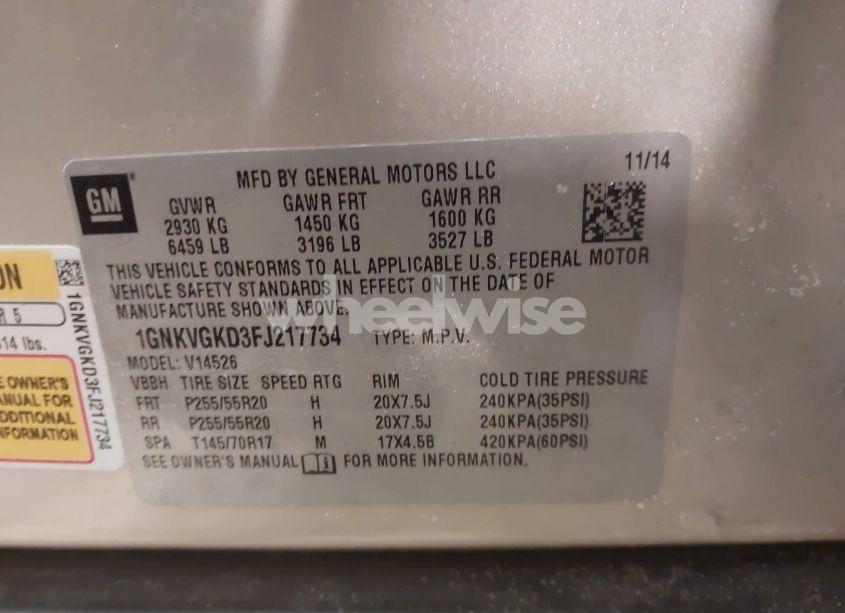 GM
MFD BY GENERAL MOTORS LLC
11/14
GVWR GAWR FRT GAWR RR
2930 KG 1450 KG 1600 KG
6459 LB 3196 LB 3527 LB
THIS VEHICLE CONFORMS TO ALL APPLICABLE U.S. FEDERAL MOTOR
VEHICLE SAFETY STANDARDS IN EFFECT ON THE DATE OF
MANUFACTURE SHOWN ABOVE.
wheelwise
1GNKVGKD3FJ217734 TYPE: M.P.V.
MODEL: V14526
VBBH TIRE SIZE SPEED RTG RIM COLD TIRE PRESSURE
FRT P255/55R20 H 20X7.5J 240KPA(35PSI)
RR P255/55R20 H 20X7.5J 240KPA(35PSI)
SPA T145/70R17 M 17X4.5B 420KPA(60PSI)
SEE OWNER'S MANUAL FOR MORE INFORMATION.
ON
R 5
14 lbs.
E OWNER'S
ANUAL FOR
ADDITIONAL
NFORMATION
1GNKVGKD3FJ217734